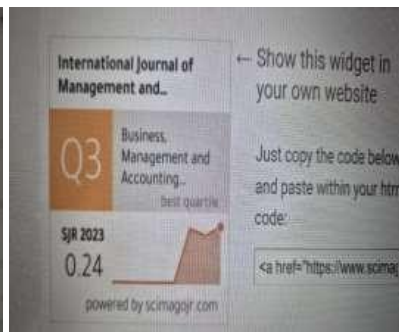 International Journal of
Management and...
Q3
Business,
Management and
Accounting...
best quartile
SJR 2023
0.24
powered by scimagojr.com
← Show this widget in
your own website
Just copy the code below
and paste within your htm
code:
<a href="https://www.scimag